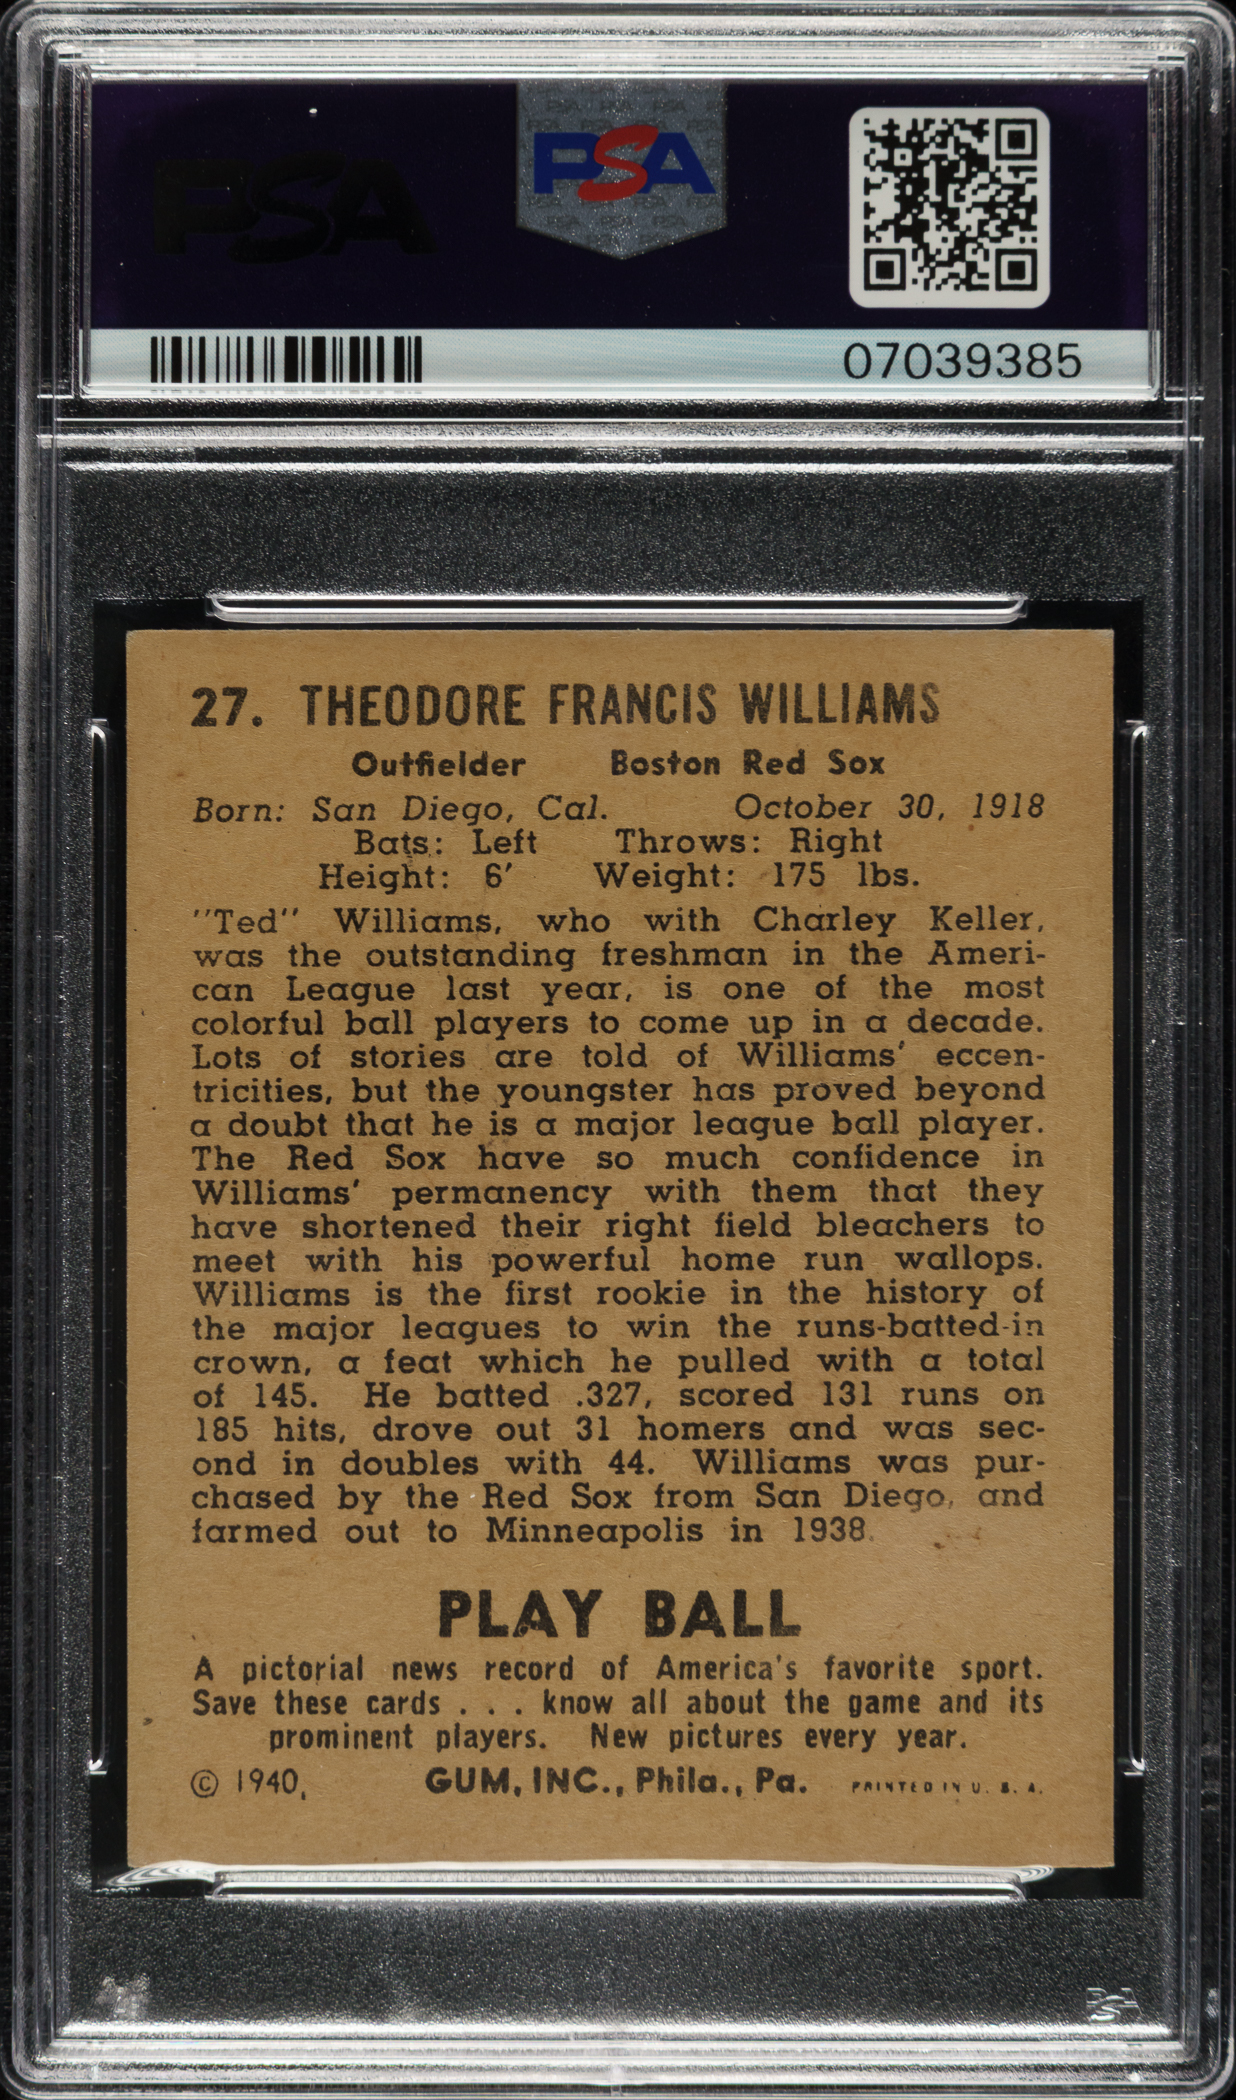 PSA
PSA
07039385
27. THEODORE FRANCIS WILLIAMS
Outfielder Boston Red Sox
Born: San Diego, Cal. October 30, 1918
Bats: Left Throws: Right
Height: 6' Weight: 175 lbs.
"Ted" Williams, who with Charley Keller,
was the outstanding freshman in the Ameri-
can League last year, is one of the most
colorful ball players to come up in a decade.
Lots of stories are told of Williams' eccen-
tricities, but the youngster has proved beyond
a doubt that he is a major league ball player.
The Red Sox have so much confidence in
Williams' permanency with them that they
have shortened their right field bleachers to
meet with his powerful home run wallops.
Williams is the first rookie in the history of
the major leagues to win the runs-batted-in
crown, a feat which he pulled with a total
of 145. He batted .327, scored 131 runs on
185 hits, drove out 31 homers and was sec-
ond in doubles with 44. Williams was pur-
chased by the Red Sox from San Diego, and
farmed out to Minneapolis in 1938.
PLAY BALL
A pictorial news record of America's favorite sport.
Save these cards . . . know all about the game and its
prominent players. New pictures every year.
© 1940, GUM, INC., Phila., Pa. PRINTED IN U. S. A.
PSA